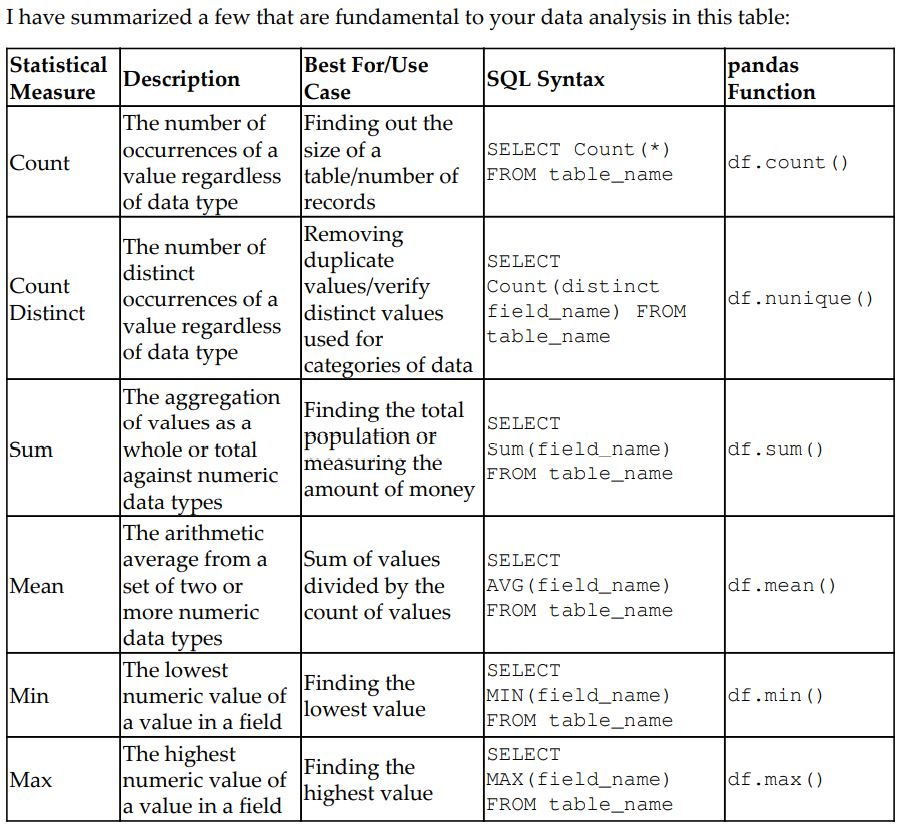 I have summarized a few that are fundamental to your data analysis in this table:
Statistical
Measure
Description
Best For/Use
Case
SQL Syntax
pandas
Function
Count
The number of
occurrences of a
value regardless
of data type
Finding out the
size of a
table/number of
records
SELECT Count(*)
FROM table_name
df.count()
Count
Distinct
The number of
distinct
occurrences of a
value regardless
of data type
Removing
duplicate
values/verify
distinct values
used for
categories of data
SELECT
Count(distinct
field_name) FROM
table_name
df.nunique()
Sum
The aggregation
of values as a
whole or total
against numeric
data types
Finding the total
population or
measuring the
amount of money
SELECT
Sum(field_name)
FROM table_name
df.sum()
Mean
The arithmetic
average from a
set of two or
more numeric
data types
Sum of values
divided by the
count of values
SELECT
AVG(field_name)
FROM table_name
df.mean()
Min
The lowest
numeric value of
a value in a field
Finding the
lowest value
SELECT
MIN(field_name)
FROM table_name
df.min()
Max
The highest
numeric value of
a value in a field
Finding the
highest value
SELECT
MAX(field_name)
FROM table_name
df.max()